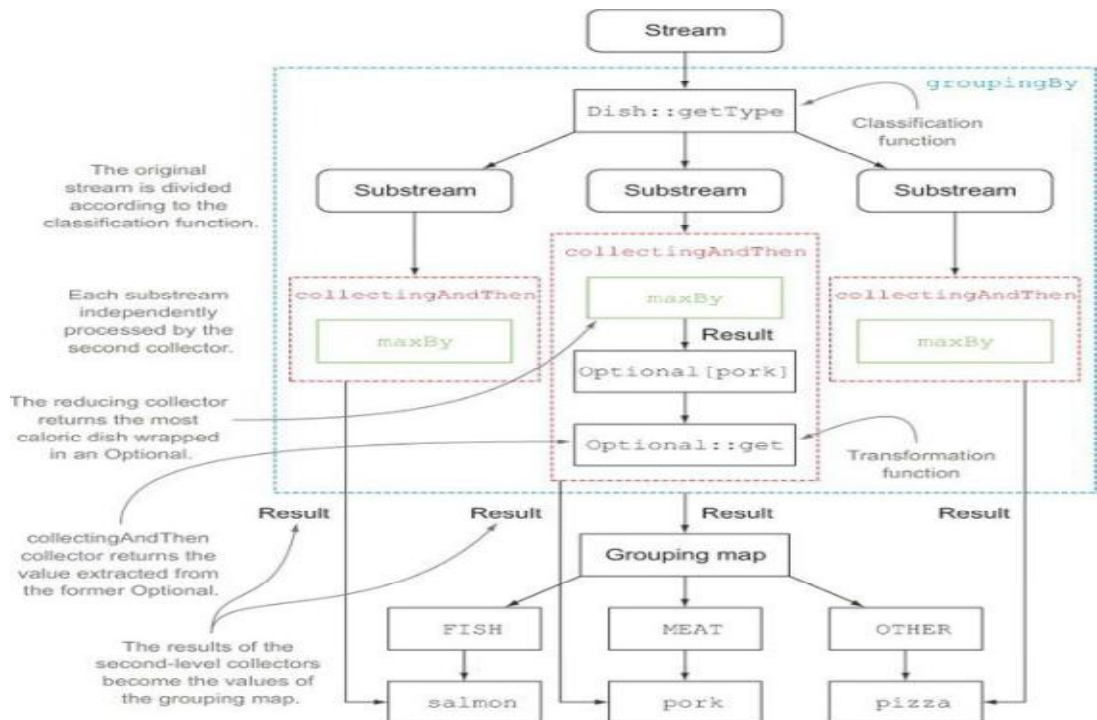 Stream
groupingBy
Dish::getType
Classification
function
The original
stream is divided
according to the
classification function.
Substream
Substream
Substream
collectingAndThen
Each substream
independently
processed by the
second collector.
collectingAndThen
maxBy
collectingAndThen
maxBy
Result
maxBy
Optional[pork]
The reducing collector
returns the most
caloric dish wrapped
in an Optional.
Optional::get
Transformation
function
Result
Result
Result
Result
collectingAndThen
collector returns the
value extracted from
the former Optional.
Grouping map
FISH
MEAT
OTHER
The results of the
second-level collectors
become the values of
the grouping map.
salmon
pork
pizza